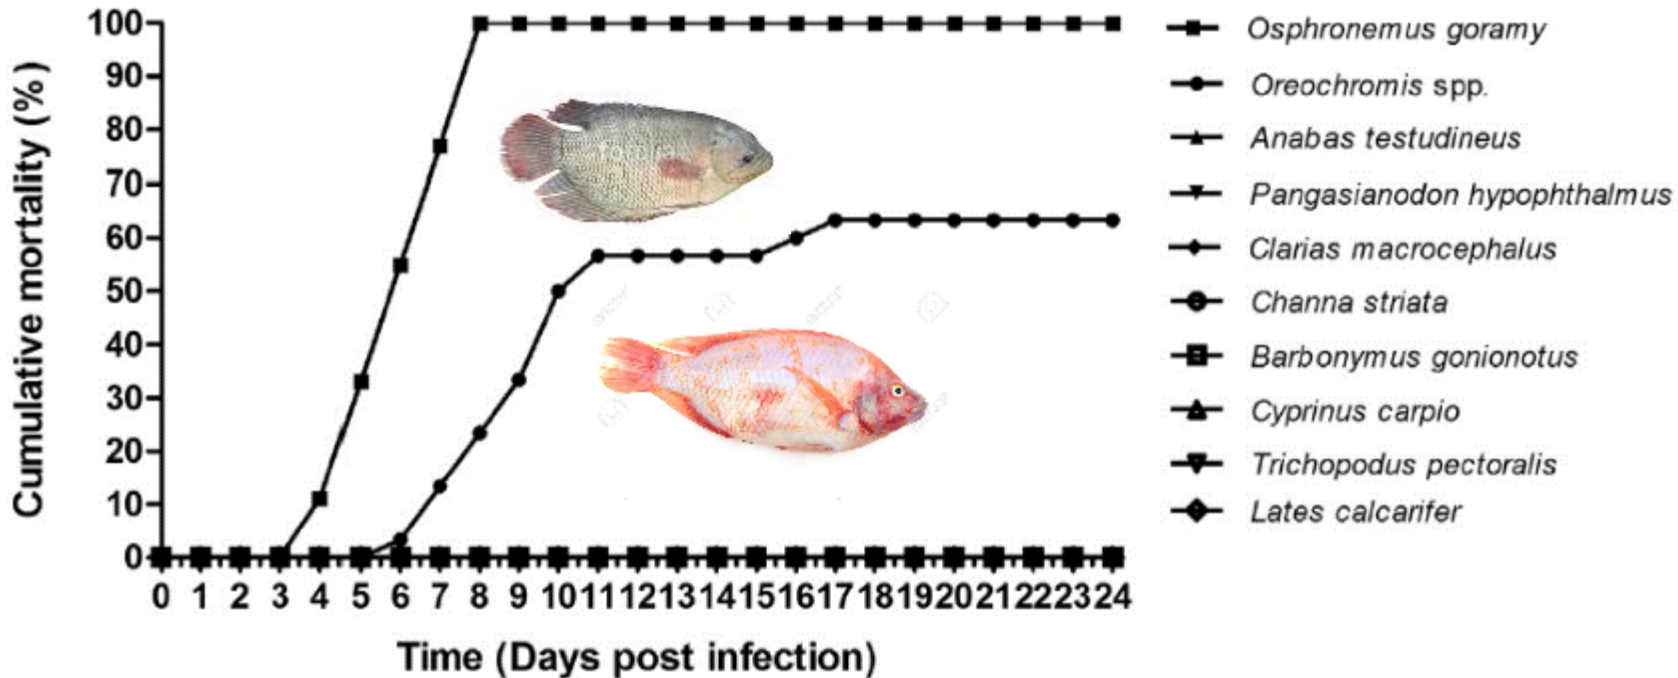 Cumulative mortality (%)
100
90
80
70
60
50
40
30
20
10
0
0 1 2 3 4 5 6 7 8 9 10 11 12 13 14 15 16 17 18 19 20 21 22 23 24
Time (Days post infection)
Osphronemus goramy
Oreochromis spp.
Anabas testudineus
Pangasianodon hypophthalmus
Clarias macrocephalus
Channa striata
Barbonymus gonionotus
Cyprinus carpio
Trichopodus pectoralis
Lates calcarifer